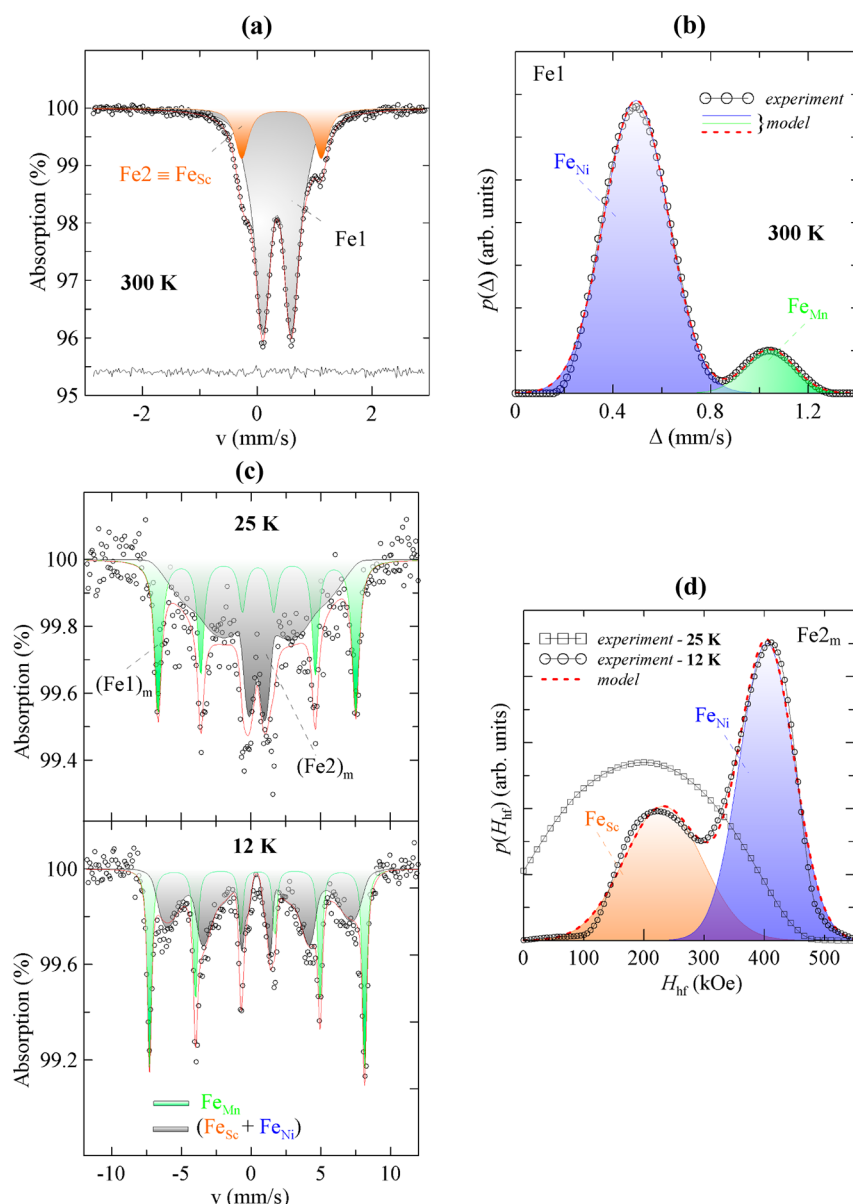 (a)
100
99
98
97
96
95
Absorption (%)
Fe2 ≡ FeSc
Fe1
300 K
-2
0
2
v (mm/s)
(b)
Fe1
experiment
model
FeNi
300 K
FeMn
p(Δ) (arb. units)
0
0.4
0.8
1.2
Δ (mm/s)
(c)
25 K
100
99.8
99.6
99.4
Absorption (%)
(Fe1)m
(Fe2)m
12 K
100
99.6
99.2
Absorption (%)
FeMn
(FeSc + FeNi)
-10
-5
0
5
10
v (mm/s)
(d)
experiment - 25 K
experiment - 12 K
model
Fe2m
FeNi
FeSc
p(Hhf) (arb. units)
0
100
200
300
400
500
Hhf (kOe)